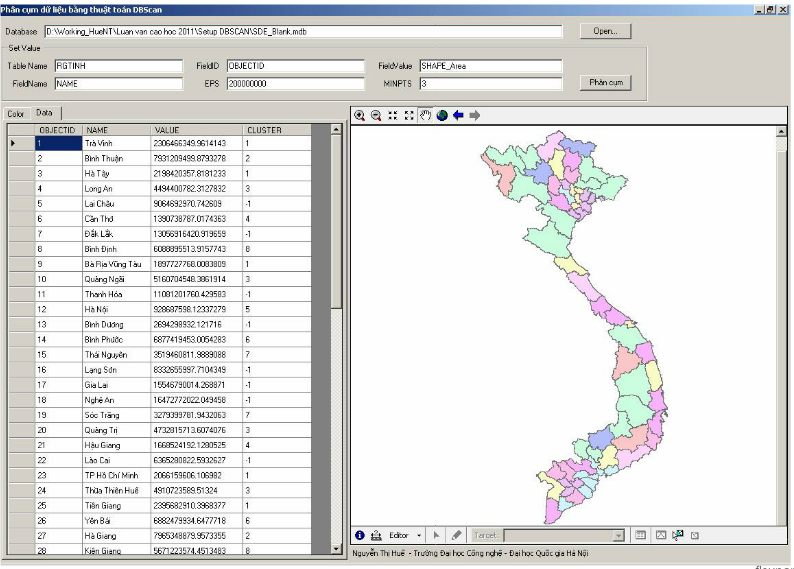 Phân cụm dữ liệu bằng thuật toán DBScan
Database D:\Working_HueNT\Luan van cao hoc 2011\Setup DBSCAN\SDE_Blank.mdb Open...
Set Value
Table Name RGTINH FieldID OBJECTID FieldValue SHAPE_Area
FieldName NAME EPS 200000000 MINPTS 3 Phân cụm
Color Data
OBJECTID NAME VALUE CLUSTER
1 Trà Vinh 2306466349.9614143 1
2 Bình Thuận 7931209499.8793278 2
3 Hà Tây 2198420357.8181233 1
4 Long An 4494400782.3127832 3
5 Lai Châu 9064692970.742609 -1
6 Cần Thơ 1390738787.0174363 4
7 Đắk Lắk 13056916420.919659 -1
8 Bình Định 6088895513.9157743 8
9 Bà Rịa Vũng Tàu 1897727768.0083809 1
10 Quảng Ngãi 5160704548.3861914 3
11 Thanh Hóa 11081201760.429583 -1
12 Hà Nội 928687598.12337279 5
13 Bình Dương 2694298932.121716 -1
14 Bình Phước 6877419453.0054283 6
15 Thái Nguyên 3519460811.9889088 7
16 Lạng Sơn 8332655997.7104349 -1
17 Gia Lai 15546790014.268871 -1
18 Nghệ An 16472772022.049458 -1
19 Sóc Trăng 3279399781.9432063 7
20 Quảng Trị 4732815713.6074076 3
21 Hậu Giang 1668524192.1280525 4
22 Lào Cai 6365280822.5932627 -1
23 TP Hồ Chí Minh 2066159606.106982 1
24 Thừa Thiên Huế 4910723589.51324 3
25 Tiền Giang 2395682910.3968377 1
26 Yên Bái 6882479934.6477718 6
27 Hà Giang 7965348879.9573355 2
28 Kiên Giang 5671223574.4513483 8
Editor Target:
Nguyễn Thị Huế - Trường Đại học Công nghệ - Đại học Quốc gia Hà Nội